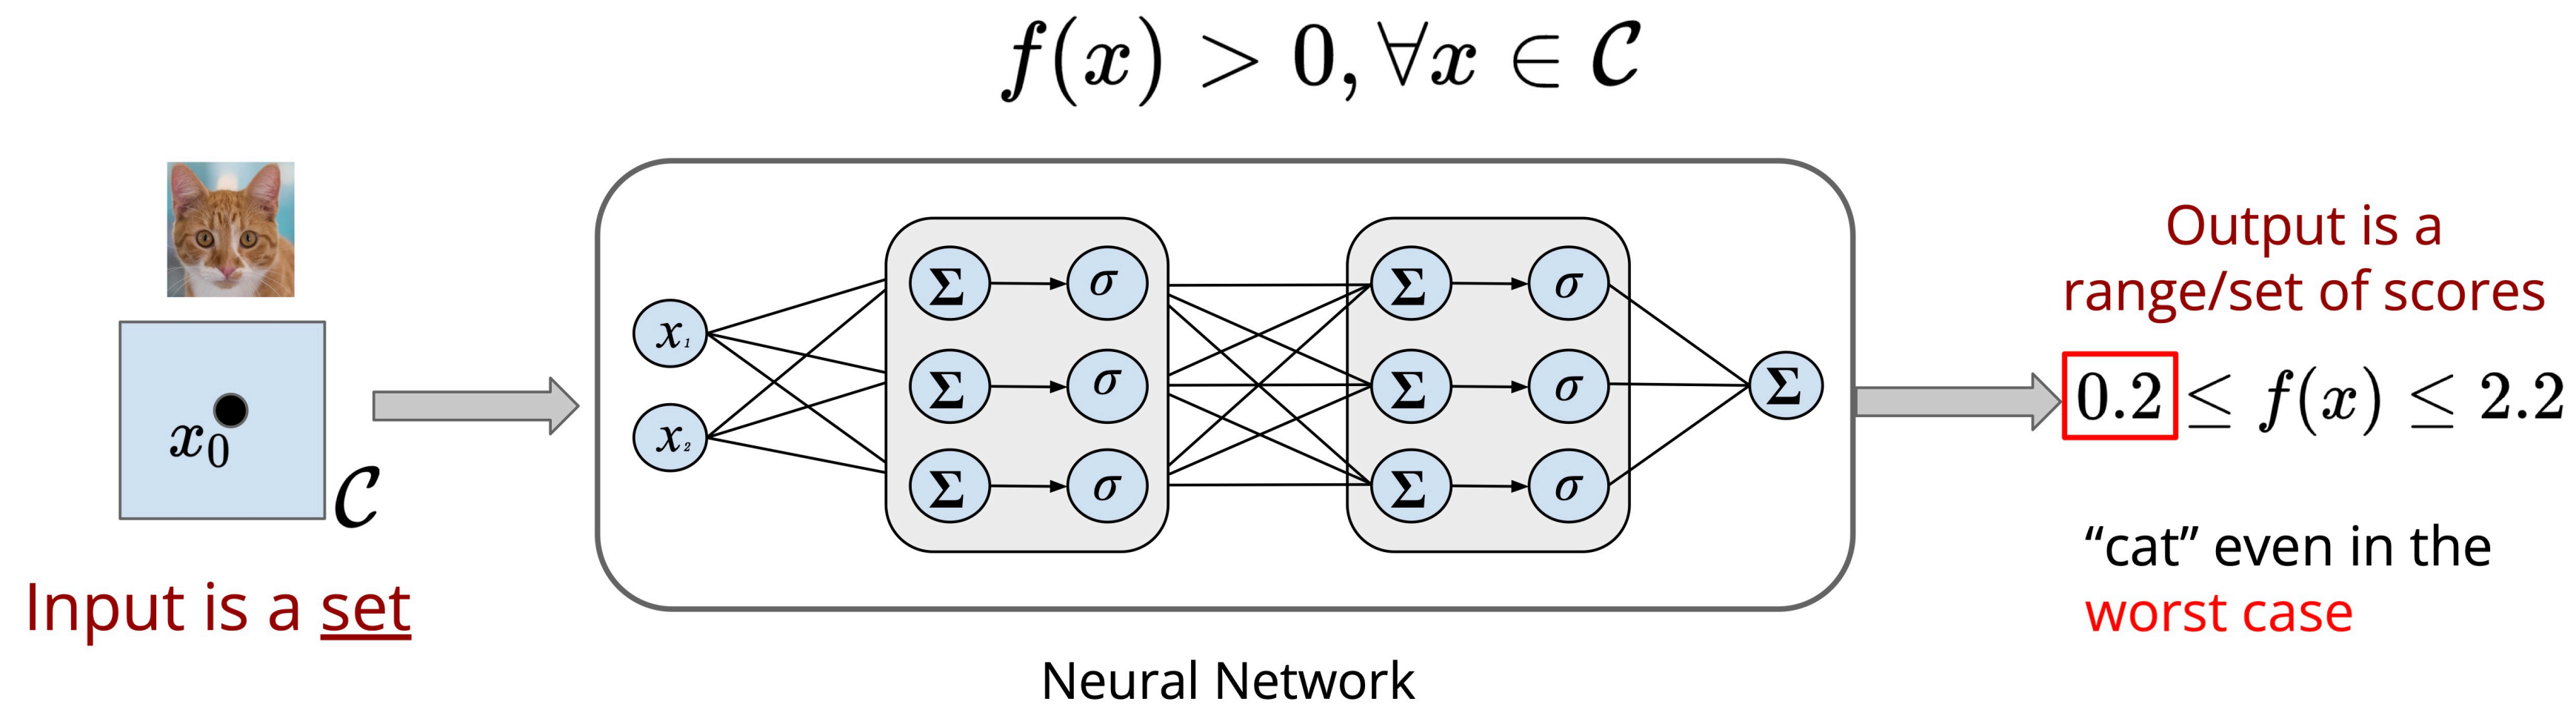 f(x) > 0, ∀x ∈ 𝒞
x₀
𝒞
Input is a set
x₁
x₂
Σ
σ
Σ
σ
Σ
σ
Σ
σ
Σ
σ
Σ
σ
Σ
Neural Network
Output is a
range/set of scores
0.2 ≤ f(x) ≤ 2.2
“cat” even in the
worst case